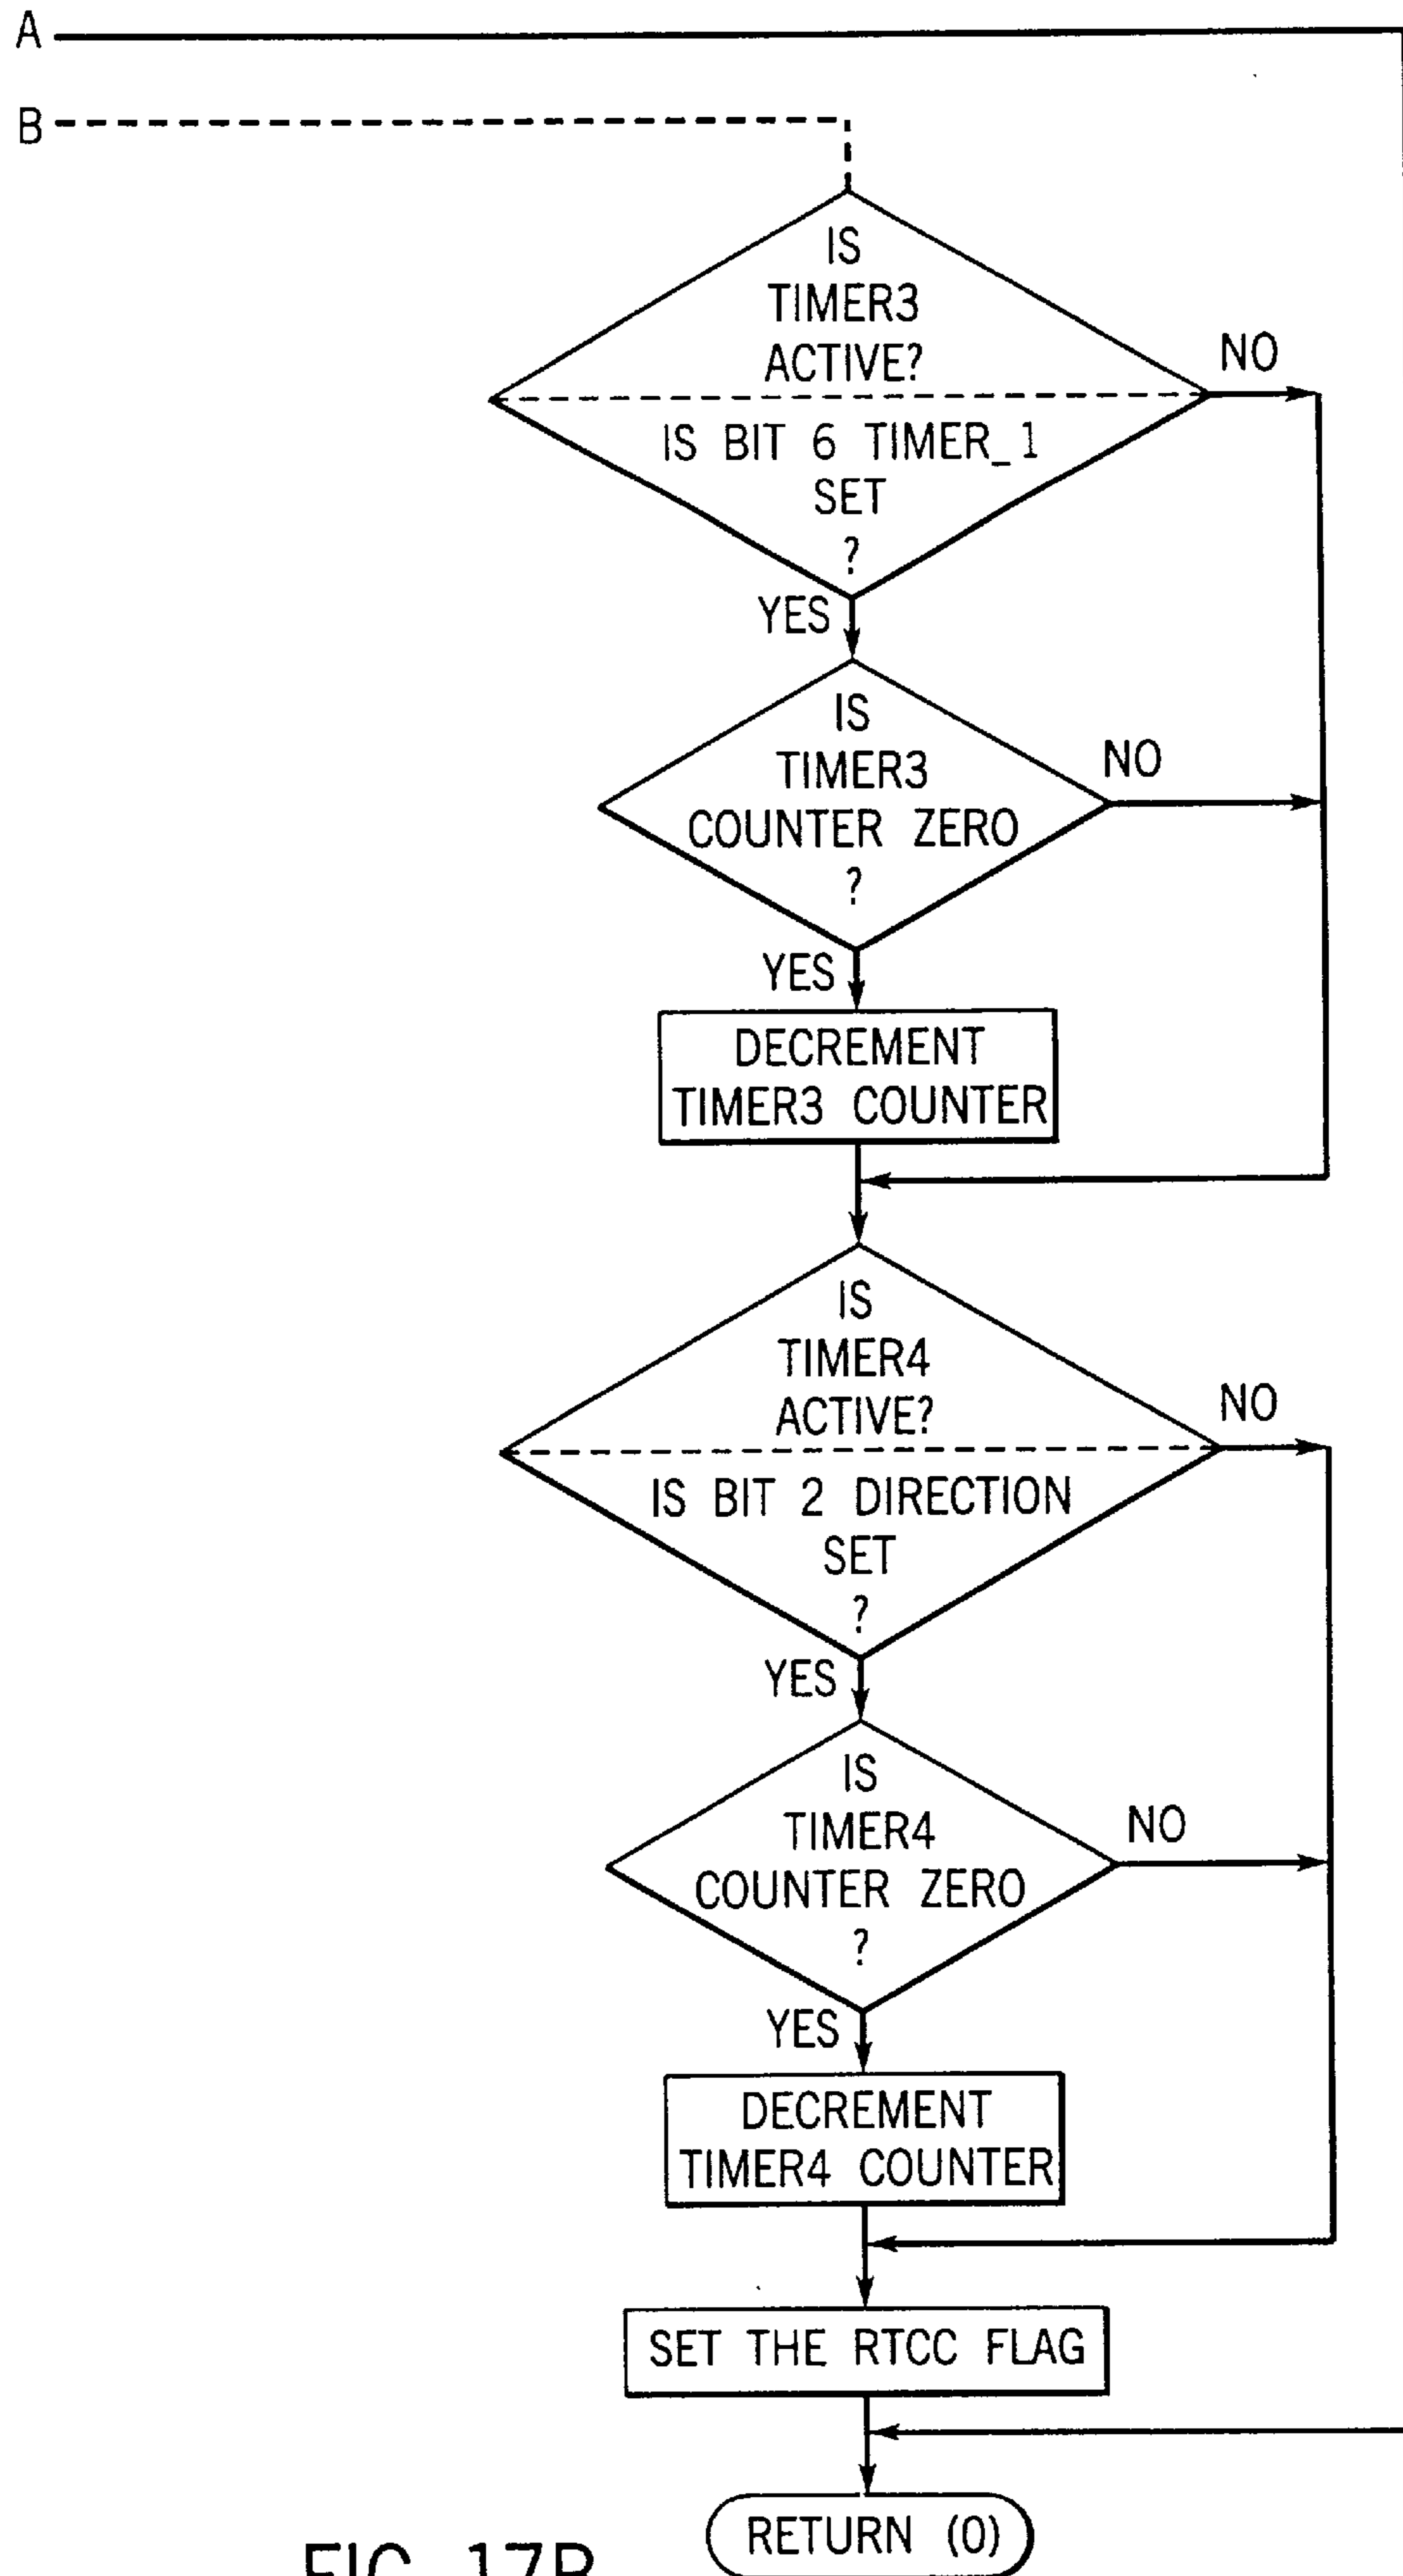 A
B
IS
TIMER3
ACTIVE?
NO
IS BIT 6 TIMER_1
SET
?
YES
IS
TIMER3
NO
COUNTER ZERO
?
YES
DECREMENT
TIMER3 COUNTER
IS
TIMER4
ACTIVE?
NO
IS BIT 2 DIRECTION
SET
?
YES
IS
TIMER4
NO
COUNTER ZERO
?
YES
DECREMENT
TIMER4 COUNTER
SET THE RTCC FLAG
RETURN (0)
FIG. 17B